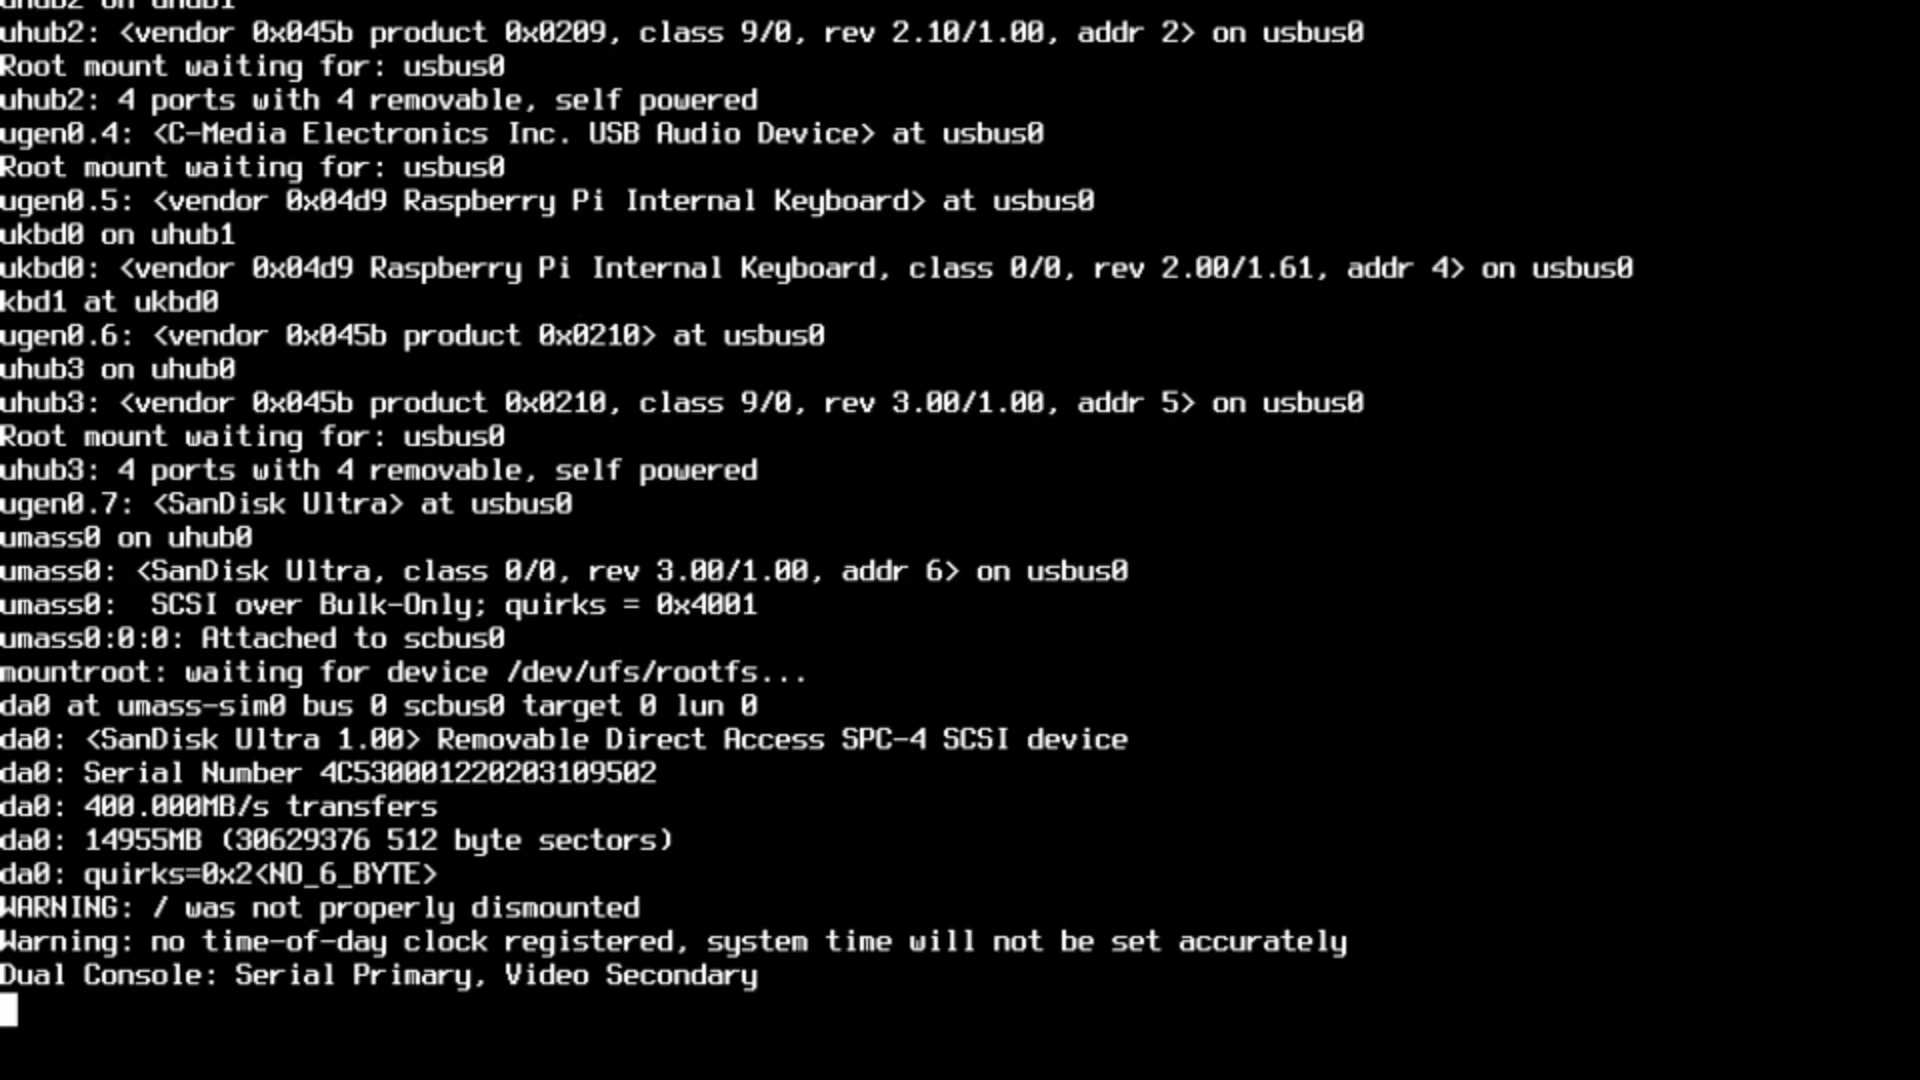 uhub2 on uhub1
uhub2: <vendor 0x045b product 0x0209, class 9/0, rev 2.10/1.00, addr 2> on usbus0
Root mount waiting for: usbus0
uhub2: 4 ports with 4 removable, self powered
ugen0.4: <C-Media Electronics Inc. USB Audio Device> at usbus0
Root mount waiting for: usbus0
ugen0.5: <vendor 0x04d9 Raspberry Pi Internal Keyboard> at usbus0
ukbd0 on uhub1
ukbd0: <vendor 0x04d9 Raspberry Pi Internal Keyboard, class 0/0, rev 2.00/1.61, addr 4> on usbus0
kbd1 at ukbd0
ugen0.6: <vendor 0x045b product 0x0210> at usbus0
uhub3 on uhub0
uhub3: <vendor 0x045b product 0x0210, class 9/0, rev 3.00/1.00, addr 5> on usbus0
Root mount waiting for: usbus0
uhub3: 4 ports with 4 removable, self powered
ugen0.7: <SanDisk Ultra> at usbus0
umass0 on uhub0
umass0: <SanDisk Ultra, class 0/0, rev 3.00/1.00, addr 6> on usbus0
umass0:  SCSI over Bulk-Only; quirks = 0x4001
umass0:0:0: Attached to scbus0
mountroot: waiting for device /dev/ufs/rootfs...
da0 at umass-sim0 bus 0 scbus0 target 0 lun 0
da0: <SanDisk Ultra 1.00> Removable Direct Access SPC-4 SCSI device
da0: Serial Number 4C530001220203109502
da0: 400.000MB/s transfers
da0: 14955MB (30629376 512 byte sectors)
da0: quirks=0x2<NO_6_BYTE>
WARNING: / was not properly dismounted
Warning: no time-of-day clock registered, system time will not be set accurately
Dual Console: Serial Primary, Video Secondary